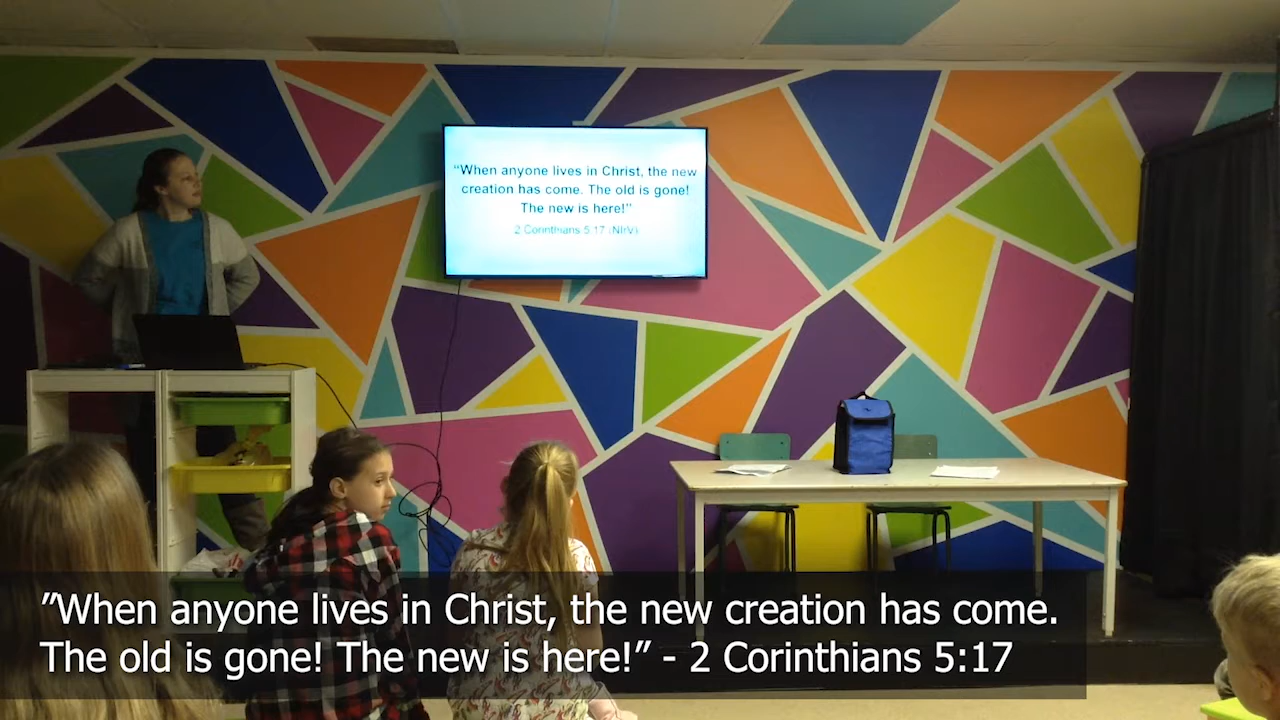 “When anyone lives in Christ, the new
creation has come. The old is gone!
The new is here!”
2 Corinthians 5:17 (NIrV)
”When anyone lives in Christ, the new creation has come.
The old is gone! The new is here!” - 2 Corinthians 5:17